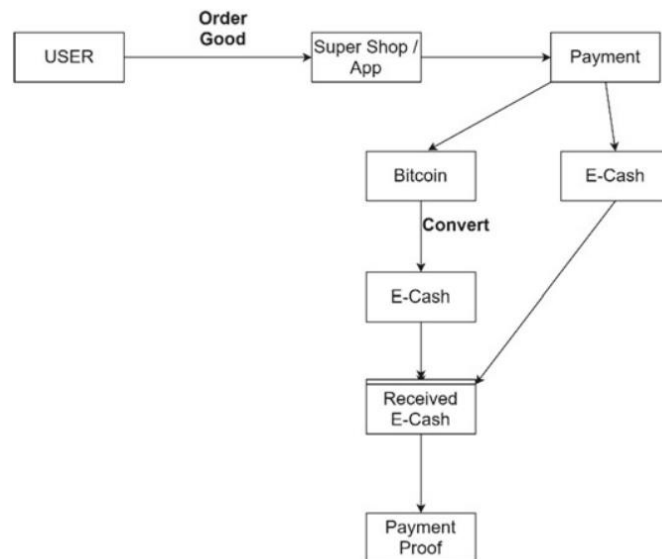 Order
Good
USER
Super Shop /
App
Payment
Bitcoin
E-Cash
Convert
E-Cash
Received
E-Cash
Payment
Proof